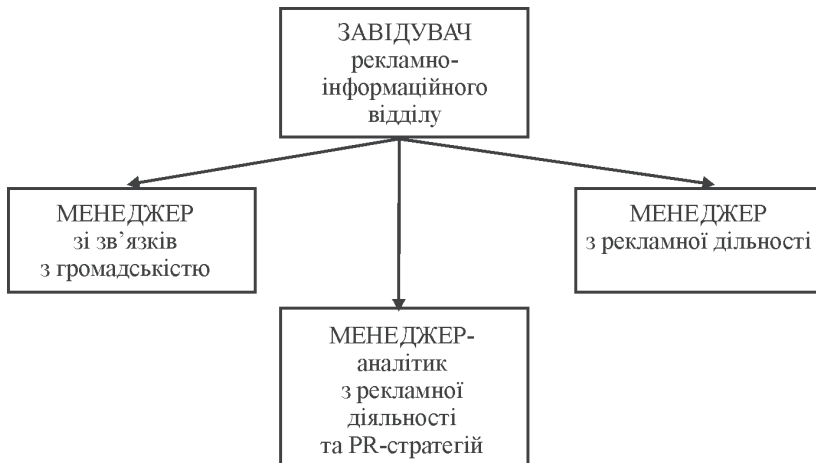 ЗАВІДУВАЧ
рекламно-
інформаційного
відділу
МЕНЕДЖЕР
зі зв’язків
з громадськістю
МЕНЕДЖЕР
з рекламної дільності
МЕНЕДЖЕР-
аналітик
з рекламної
діяльності
та PR-стратегій